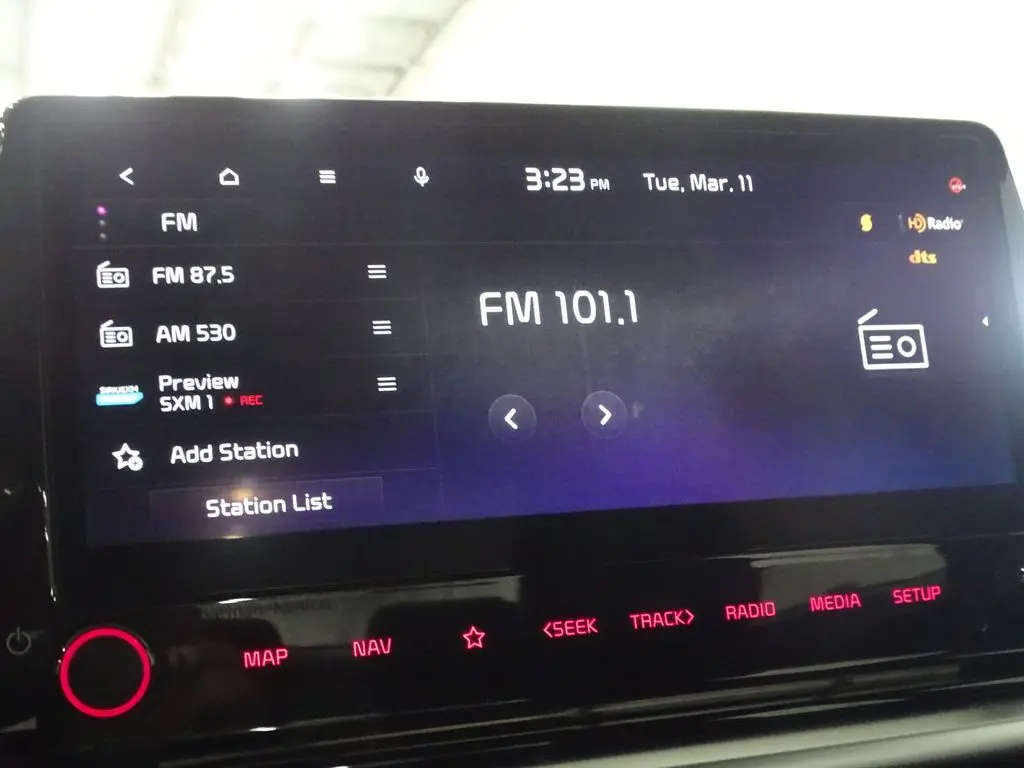 3:23 PM Tue, Mar. 11
FM
HD Radio
dts
FM 87.5
FM 101.1
AM 530
Preview
SXM 1 REC
Add Station
Station List
MAP NAV <SEEK TRACK> RADIO MEDIA SETUP